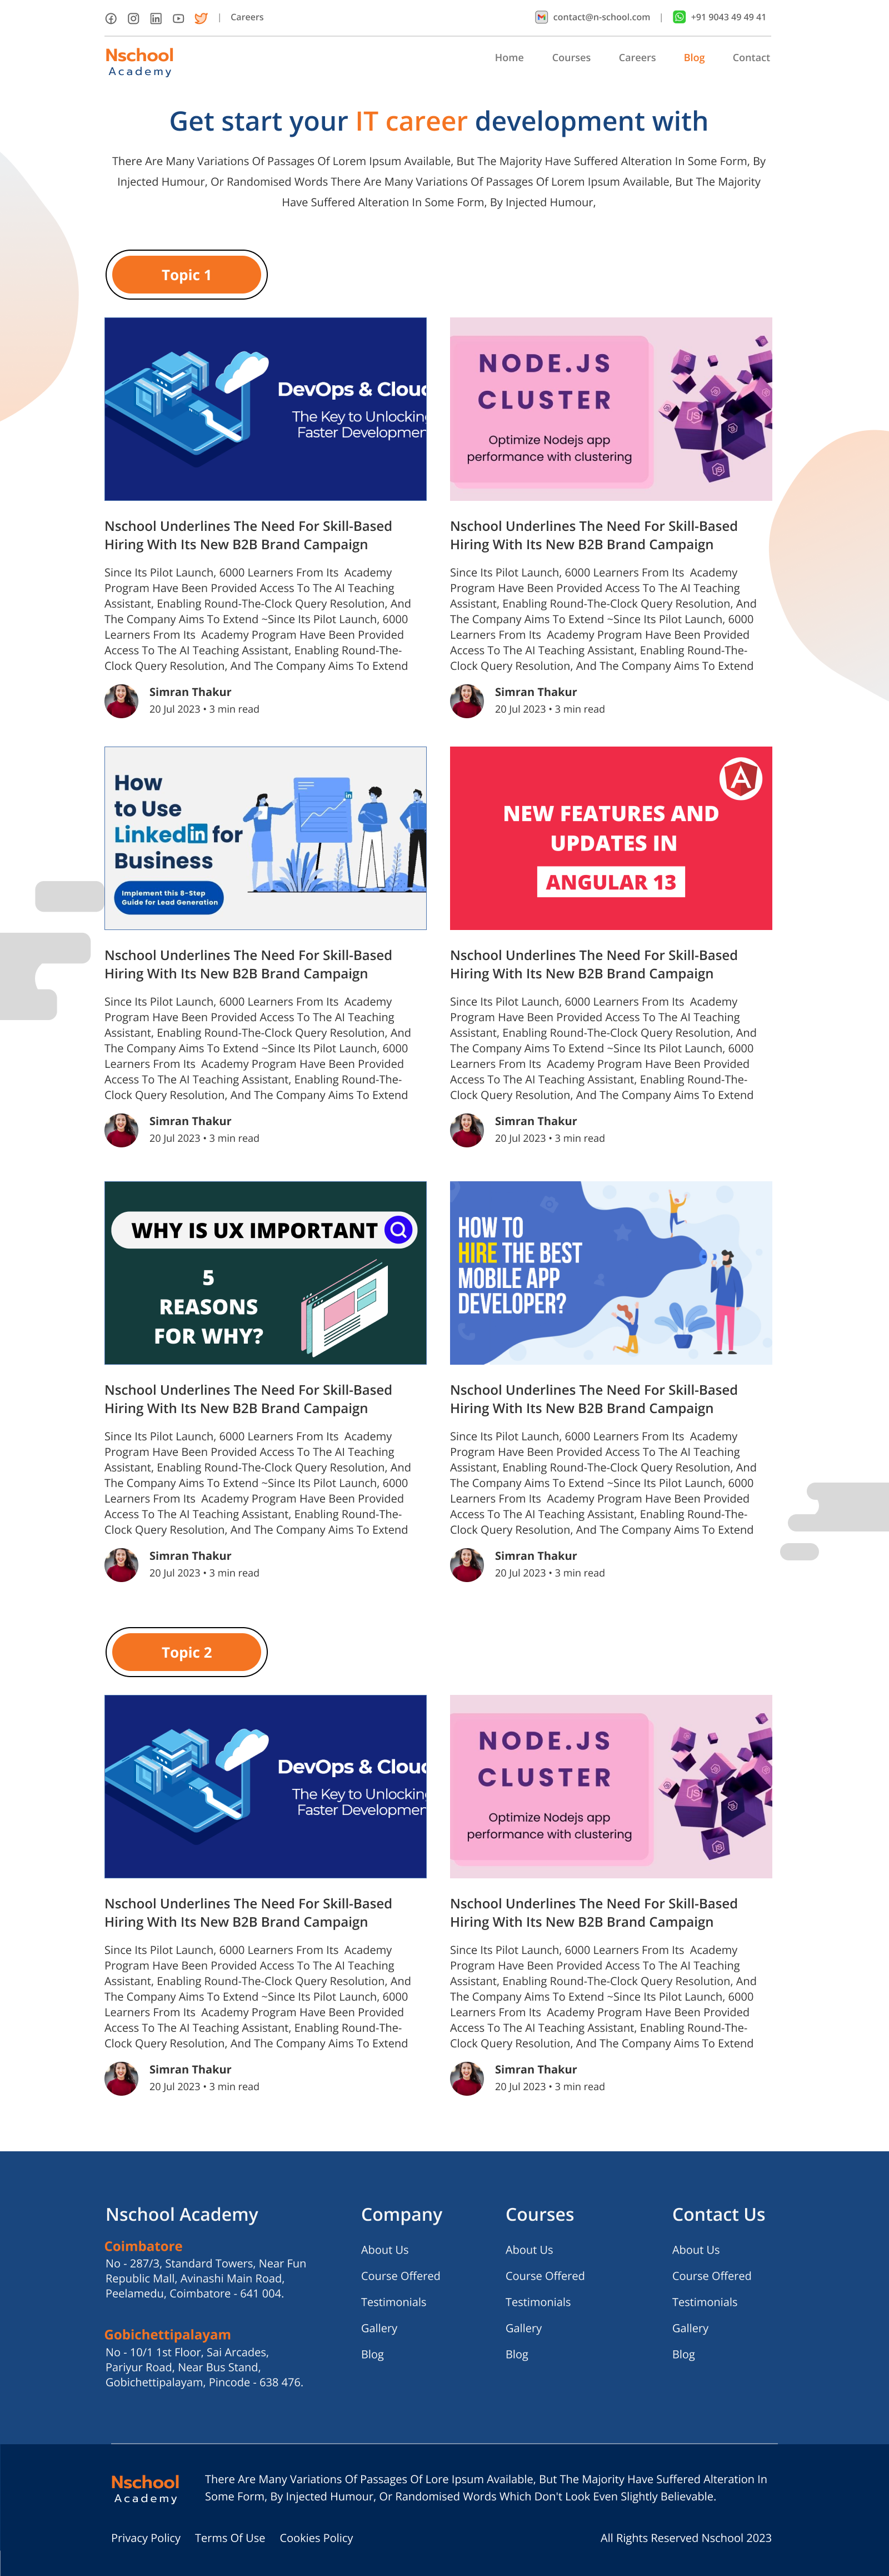 | Careers
contact@n-school.com | +91 9043 49 49 41
Nschool
Academy
Home Courses Careers Blog Contact
Get start your IT career development with
There Are Many Variations Of Passages Of Lorem Ipsum Available, But The Majority Have Suffered Alteration In Some Form, By
Injected Humour, Or Randomised Words There Are Many Variations Of Passages Of Lorem Ipsum Available, But The Majority
Have Suffered Alteration In Some Form, By Injected Humour,
Topic 1
DevOps & Cloud
The Key to Unlocking
Faster Developmen
NODE.JS
CLUSTER
Optimize Nodejs app
performance with clustering
Nschool Underlines The Need For Skill-Based
Hiring With Its New B2B Brand Campaign
Since Its Pilot Launch, 6000 Learners From Its Academy
Program Have Been Provided Access To The AI Teaching
Assistant, Enabling Round-The-Clock Query Resolution, And
The Company Aims To Extend ~Since Its Pilot Launch, 6000
Learners From Its Academy Program Have Been Provided
Access To The AI Teaching Assistant, Enabling Round-The-
Clock Query Resolution, And The Company Aims To Extend
Simran Thakur
20 Jul 2023 • 3 min read
Nschool Underlines The Need For Skill-Based
Hiring With Its New B2B Brand Campaign
Since Its Pilot Launch, 6000 Learners From Its Academy
Program Have Been Provided Access To The AI Teaching
Assistant, Enabling Round-The-Clock Query Resolution, And
The Company Aims To Extend ~Since Its Pilot Launch, 6000
Learners From Its Academy Program Have Been Provided
Access To The AI Teaching Assistant, Enabling Round-The-
Clock Query Resolution, And The Company Aims To Extend
Simran Thakur
20 Jul 2023 • 3 min read
How
to Use
Linkedin for
Business
Implement this 8-Step
Guide for Lead Generation
in
NEW FEATURES AND
UPDATES IN
ANGULAR 13
Nschool Underlines The Need For Skill-Based
Hiring With Its New B2B Brand Campaign
Since Its Pilot Launch, 6000 Learners From Its Academy
Program Have Been Provided Access To The AI Teaching
Assistant, Enabling Round-The-Clock Query Resolution, And
The Company Aims To Extend ~Since Its Pilot Launch, 6000
Learners From Its Academy Program Have Been Provided
Access To The AI Teaching Assistant, Enabling Round-The-
Clock Query Resolution, And The Company Aims To Extend
Simran Thakur
20 Jul 2023 • 3 min read
Nschool Underlines The Need For Skill-Based
Hiring With Its New B2B Brand Campaign
Since Its Pilot Launch, 6000 Learners From Its Academy
Program Have Been Provided Access To The AI Teaching
Assistant, Enabling Round-The-Clock Query Resolution, And
The Company Aims To Extend ~Since Its Pilot Launch, 6000
Learners From Its Academy Program Have Been Provided
Access To The AI Teaching Assistant, Enabling Round-The-
Clock Query Resolution, And The Company Aims To Extend
Simran Thakur
20 Jul 2023 • 3 min read
WHY IS UX IMPORTANT
5
REASONS
FOR WHY?
HOW TO
HIRE THE BEST
MOBILE APP
DEVELOPER?
Nschool Underlines The Need For Skill-Based
Hiring With Its New B2B Brand Campaign
Since Its Pilot Launch, 6000 Learners From Its Academy
Program Have Been Provided Access To The AI Teaching
Assistant, Enabling Round-The-Clock Query Resolution, And
The Company Aims To Extend ~Since Its Pilot Launch, 6000
Learners From Its Academy Program Have Been Provided
Access To The AI Teaching Assistant, Enabling Round-The-
Clock Query Resolution, And The Company Aims To Extend
Simran Thakur
20 Jul 2023 • 3 min read
Nschool Underlines The Need For Skill-Based
Hiring With Its New B2B Brand Campaign
Since Its Pilot Launch, 6000 Learners From Its Academy
Program Have Been Provided Access To The AI Teaching
Assistant, Enabling Round-The-Clock Query Resolution, And
The Company Aims To Extend ~Since Its Pilot Launch, 6000
Learners From Its Academy Program Have Been Provided
Access To The AI Teaching Assistant, Enabling Round-The-
Clock Query Resolution, And The Company Aims To Extend
Simran Thakur
20 Jul 2023 • 3 min read
Topic 2
DevOps & Cloud
The Key to Unlocking
Faster Developmen
NODE.JS
CLUSTER
Optimize Nodejs app
performance with clustering
Nschool Underlines The Need For Skill-Based
Hiring With Its New B2B Brand Campaign
Since Its Pilot Launch, 6000 Learners From Its Academy
Program Have Been Provided Access To The AI Teaching
Assistant, Enabling Round-The-Clock Query Resolution, And
The Company Aims To Extend ~Since Its Pilot Launch, 6000
Learners From Its Academy Program Have Been Provided
Access To The AI Teaching Assistant, Enabling Round-The-
Clock Query Resolution, And The Company Aims To Extend
Simran Thakur
20 Jul 2023 • 3 min read
Nschool Underlines The Need For Skill-Based
Hiring With Its New B2B Brand Campaign
Since Its Pilot Launch, 6000 Learners From Its Academy
Program Have Been Provided Access To The AI Teaching
Assistant, Enabling Round-The-Clock Query Resolution, And
The Company Aims To Extend ~Since Its Pilot Launch, 6000
Learners From Its Academy Program Have Been Provided
Access To The AI Teaching Assistant, Enabling Round-The-
Clock Query Resolution, And The Company Aims To Extend
Simran Thakur
20 Jul 2023 • 3 min read
Nschool Academy
Coimbatore
No - 287/3, Standard Towers, Near Fun
Republic Mall, Avinashi Main Road,
Peelamedu, Coimbatore - 641 004.
Gobichettipalayam
No - 10/1 1st Floor, Sai Arcades,
Pariyur Road, Near Bus Stand,
Gobichettipalayam, Pincode - 638 476.
Company
About Us
Course Offered
Testimonials
Gallery
Blog
Courses
About Us
Course Offered
Testimonials
Gallery
Blog
Contact Us
About Us
Course Offered
Testimonials
Gallery
Blog
Nschool
Academy
There Are Many Variations Of Passages Of Lore Ipsum Available, But The Majority Have Suffered Alteration In
Some Form, By Injected Humour, Or Randomised Words Which Don't Look Even Slightly Believable.
Privacy Policy Terms Of Use Cookies Policy
All Rights Reserved Nschool 2023